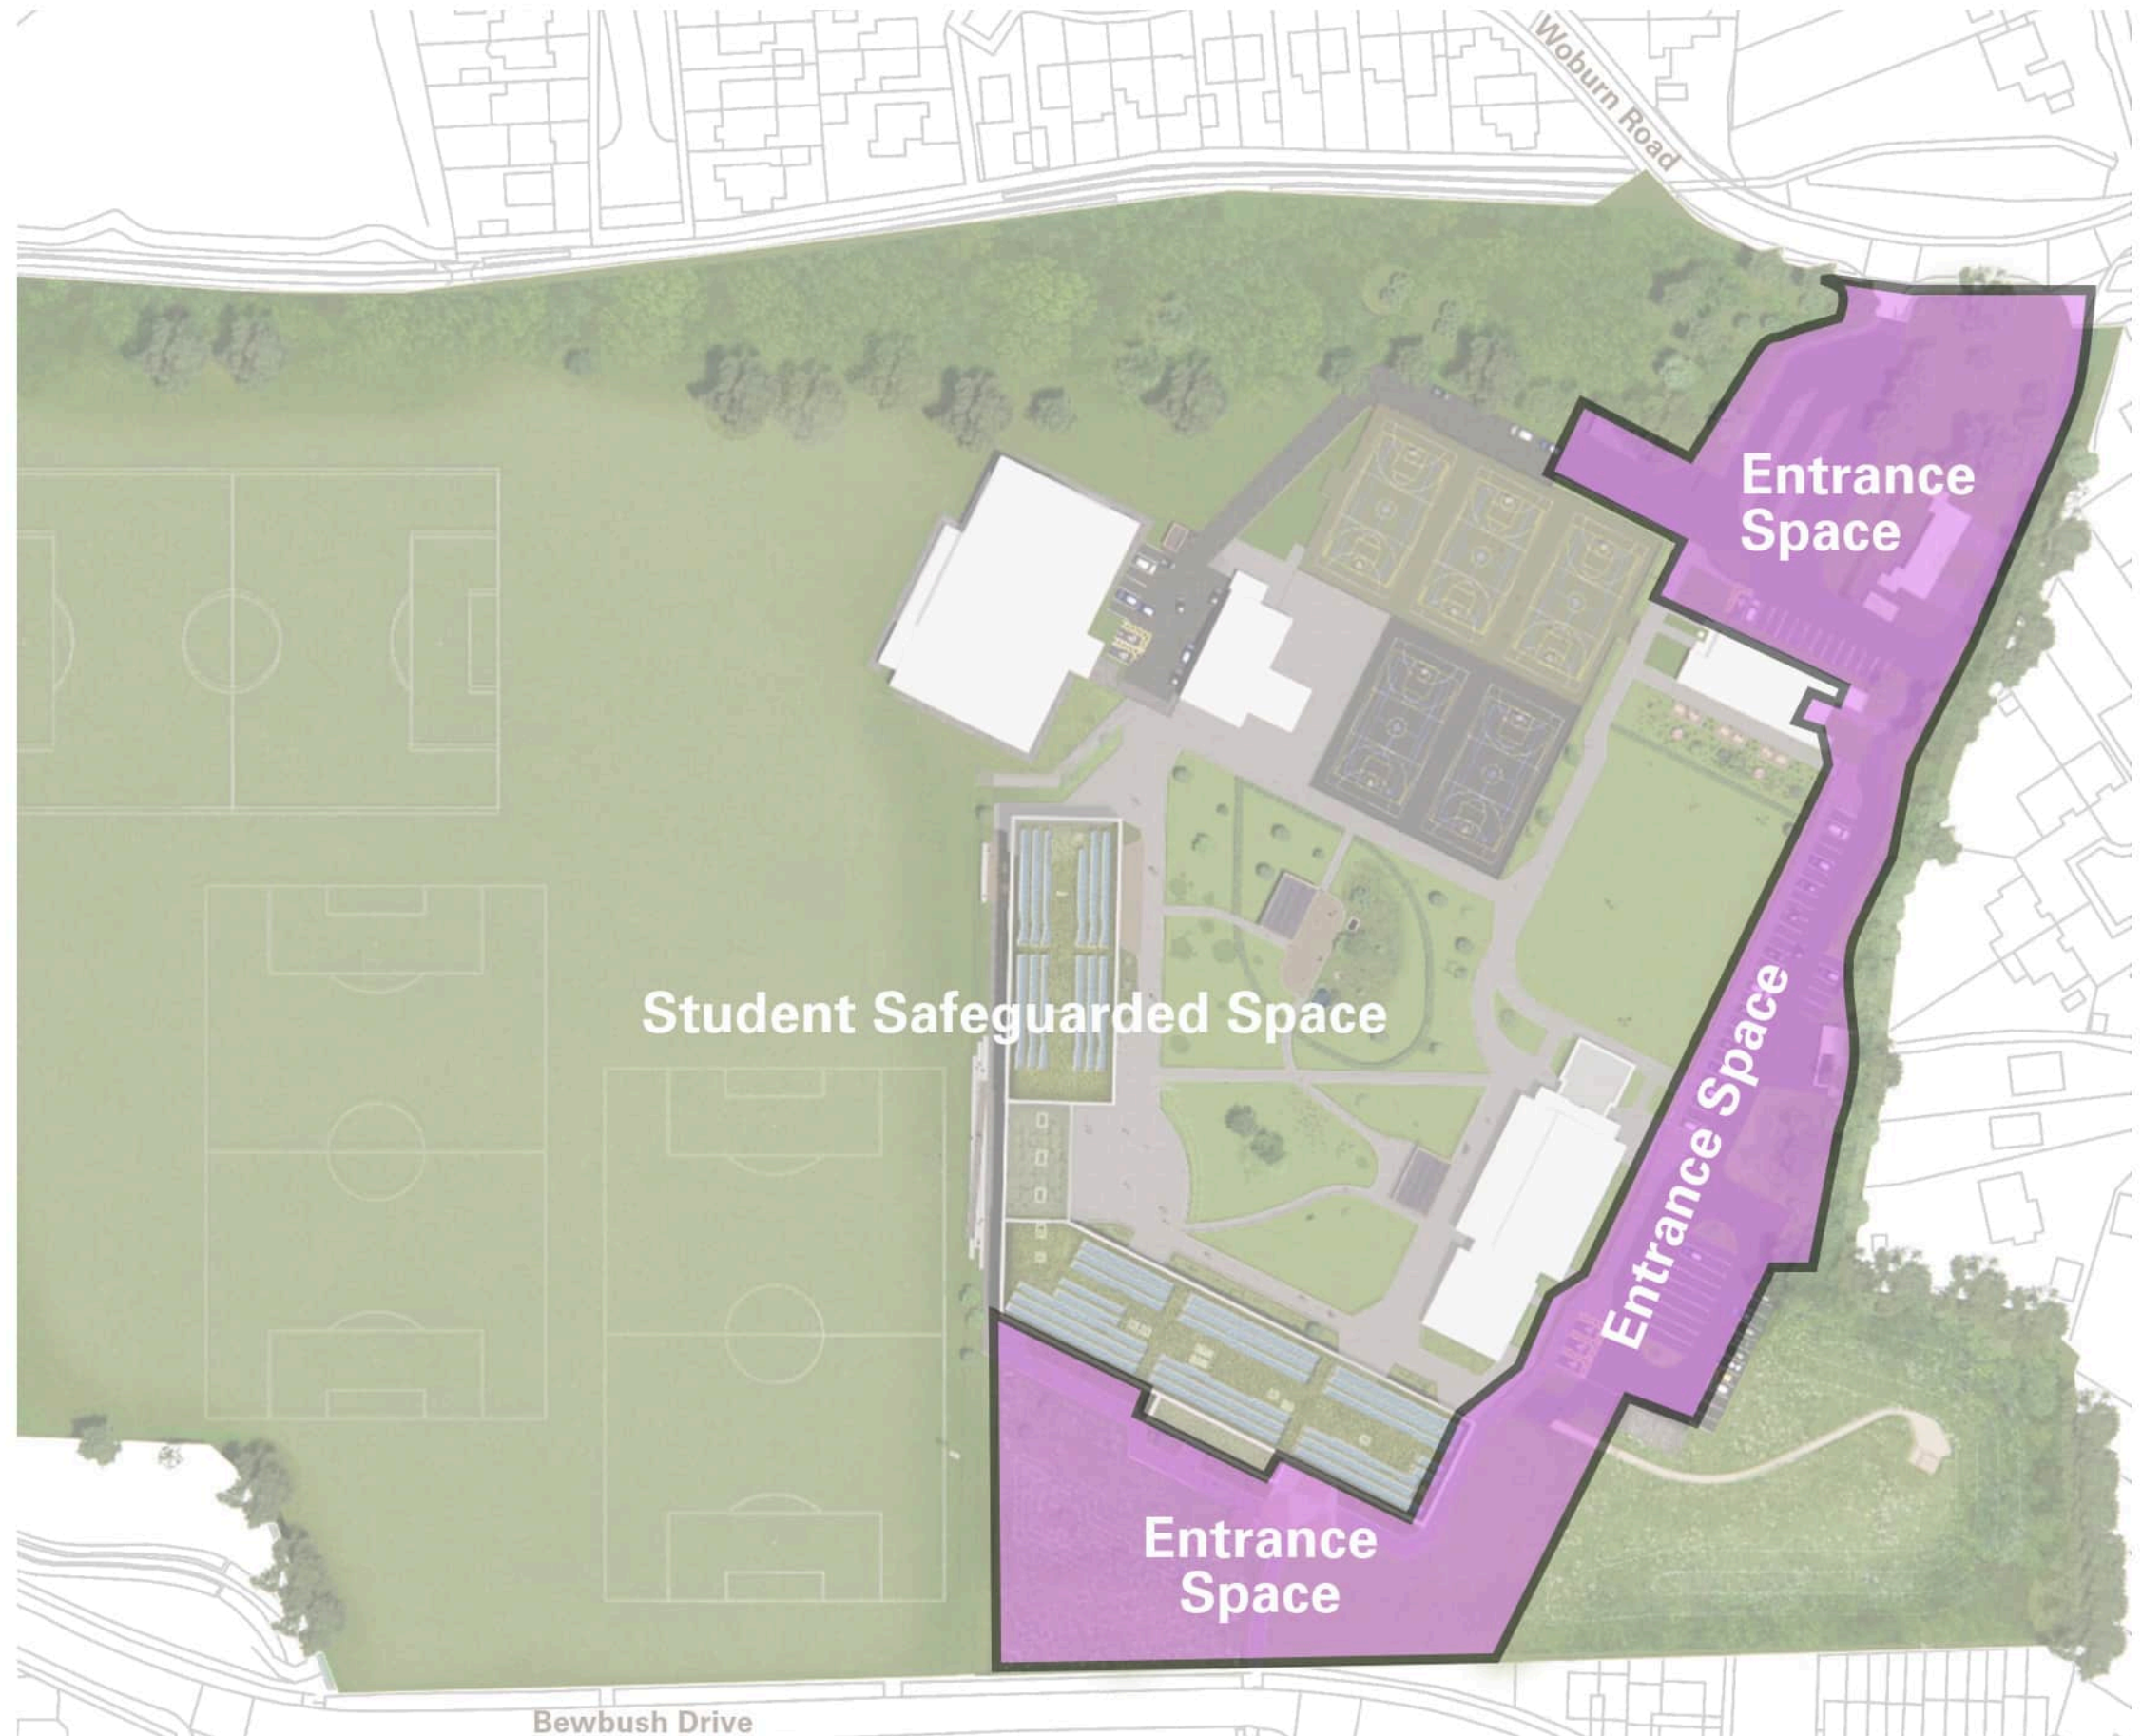 Woburn Road
Entrance
Space
Student Safeguarded Space
Entrance Space
Entrance
Space
Bewbush Drive